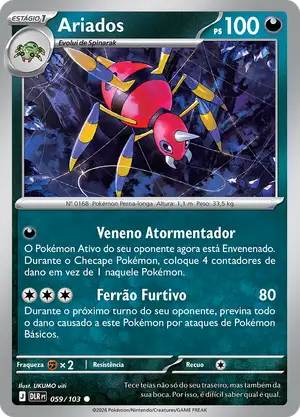 ESTÁGIO 1
Ariados
PS 100
Evolui de Spinarak
Nº 0168 Pokémon Perna-longa Altura: 1,1 m Peso: 33,5 kg
Veneno Atormentador
O Pokémon Ativo do seu oponente agora está Envenenado.
Durante o Checape Pokémon, coloque 4 contadores de
dano em vez de 1 naquele Pokémon.
Ferrão Furtivo 80
Durante o próximo turno do seu oponente, previna todo
o dano causado a este Pokémon por ataques de Pokémon
Básicos.
Fraqueza ×2 Resistência Recuo
Ilust. UKUMO uiti
J DLR PT 059/103
Tece teias não só do seu traseiro, mas também
da sua boca. Por isso, é difícil saber qual é qual.
©2026 Pokémon/Nintendo/Creatures/GAME FREAK